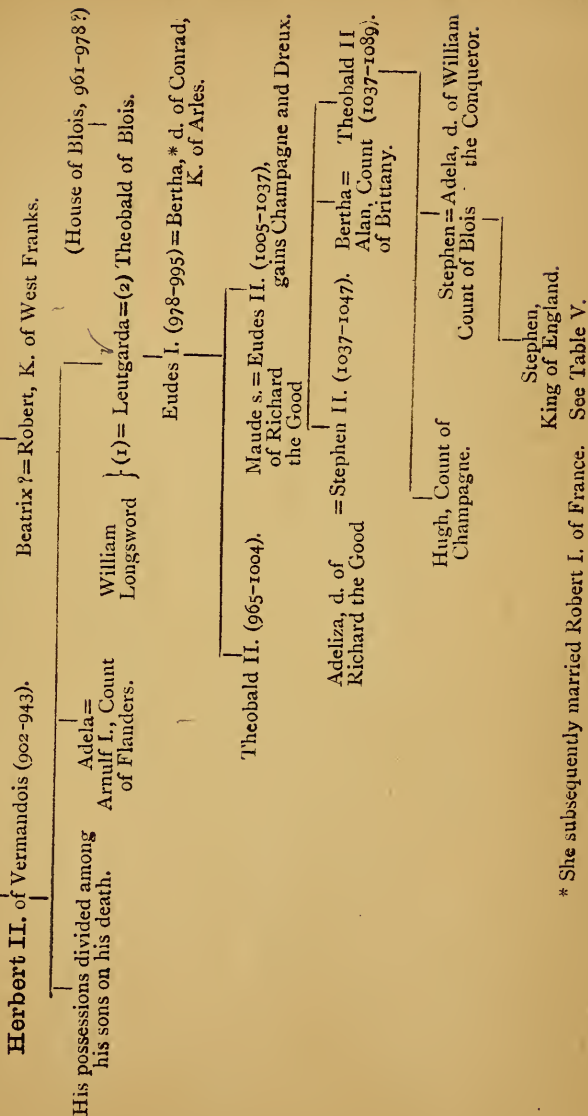 Herbert II. of Vermandois (902-943).
Beatrix?=Robert, K. of West Franks.
His possessions divided among
his sons on his death.
Adela=
Arnulf I., Count
of Flanders.
William
Longsword
} (1)=Leutgarda=(2) Theobald of Blois.
(House of Blois, 961-978?)
Eudes I. (978-995)=Bertha,* d. of Conrad,
K. of Arles.
Theobald II. (965-1004).
Maude s.=Eudes II. (1005-1037),
of Richard gains Champagne and Dreux.
the Good
Adeliza, d. of =Stephen II. (1037-1047).
Richard the Good
Bertha=
Alan, Count
of Brittany.
Theobald II
(1037-1089).
Hugh, Count of
Champagne.
Stephen=Adela, d. of William
Count of Blois the Conqueror.
Stephen,
King of England.
See Table V.
* She subsequently married Robert I. of France.